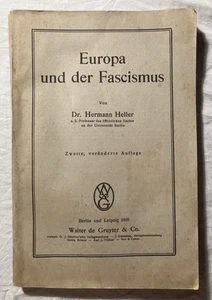 Europa
und der Fascismus
Von
Dr. Hermann Heller
a. o. Professor des öffentlichen Rechts
an der Universität Berlin
Zweite, veränderte Auflage
W
G
Berlin und Leipzig
Walter de Gruyter & Co.